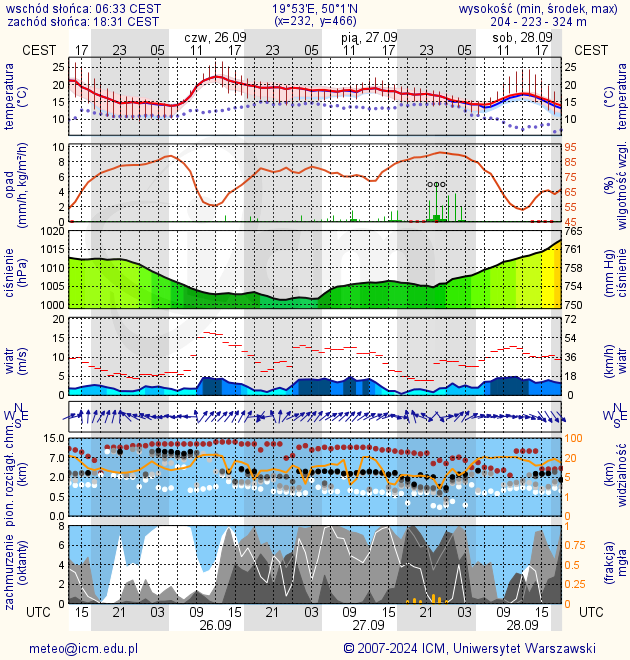 wschód słońca: 06:33 CEST 19°53'E, 50°1'N wysokość (min, środek, max)
zachód słońca: 18:31 CEST (x=232, y=466) 204 - 223 - 324 m
czw, 26.09 pią, 27.09 sob, 28.09
CEST 17 23 05 11 17 23 05 11 17 23 05 11 17 CEST
temperatura (°C)
25 20 15 10
25 20 15 10
(°C) temperatura
opad (mm/h, kg/m²/h)
10 8 6 4 2 0
95 85 75 65 55 45
(%) wilgotność wzgl.
ciśnienie (hPa)
1020 1015 1010 1005 1000
765 761 758 754 750
(mm Hg) ciśnienie
wiatr (m/s)
20 15 10 5 0
72 54 36 18 0
(km/h) wiatr
N W E S
N W E S
pion. rozciągł. chm. (km)
15.0 7.0 2.0 0.5 0.0
100 20 5 1 0
(km) widzialność
zachmurzenie (oktanty)
8 6 4 2 0
1 0.75 0.5 0.25 0
(frakcja) mgła
UTC 15 21 03 09 15 21 03 09 15 21 03 09 15 UTC
26.09 27.09 28.09
meteo@icm.edu.pl © 2007-2024 ICM, Uniwersytet Warszawski